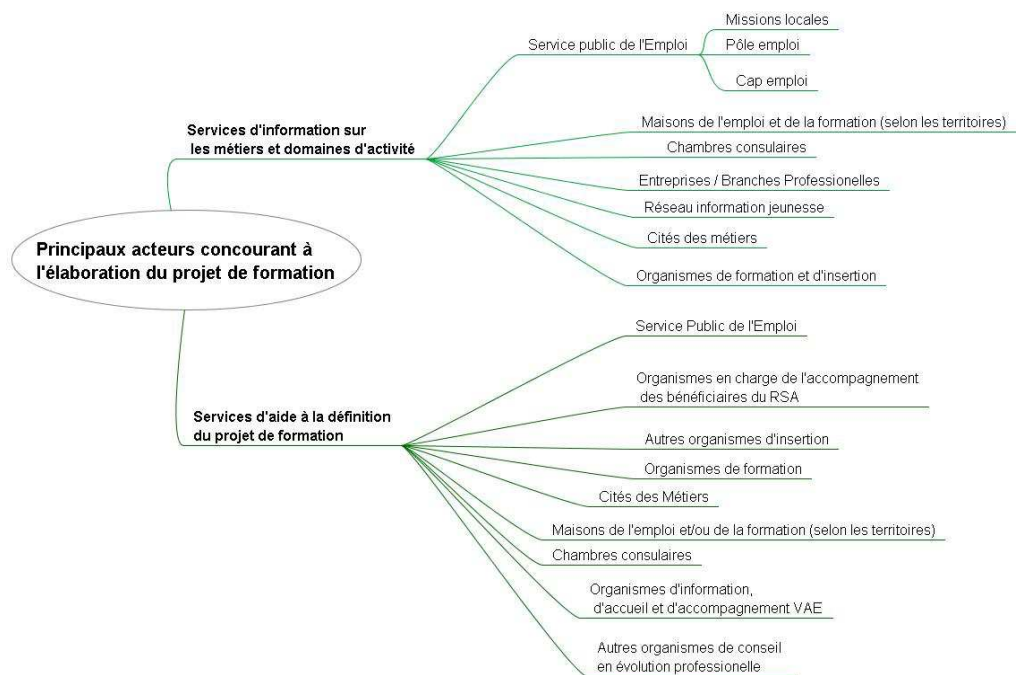 Principaux acteurs concourant à
l'élaboration du projet de formation
Services d'information sur
les métiers et domaines d'activité
Service public de l'Emploi
Missions locales
Pôle emploi
Cap emploi
Maisons de l'emploi et de la formation (selon les territoires)
Chambres consulaires
Entreprises / Branches Professionelles
Réseau information jeunesse
Cités des métiers
Organismes de formation et d'insertion
Services d'aide à la définition
du projet de formation
Service Public de l'Emploi
Organismes en charge de l'accompagnement
des bénéficiaires du RSA
Autres organismes d'insertion
Organismes de formation
Cités des Métiers
Maisons de l'emploi et/ou de la formation (selon les territoires)
Chambres consulaires
Organismes d'information,
d'accueil et d'accompagnement VAE
Autres organismes de conseil
en évolution professionelle